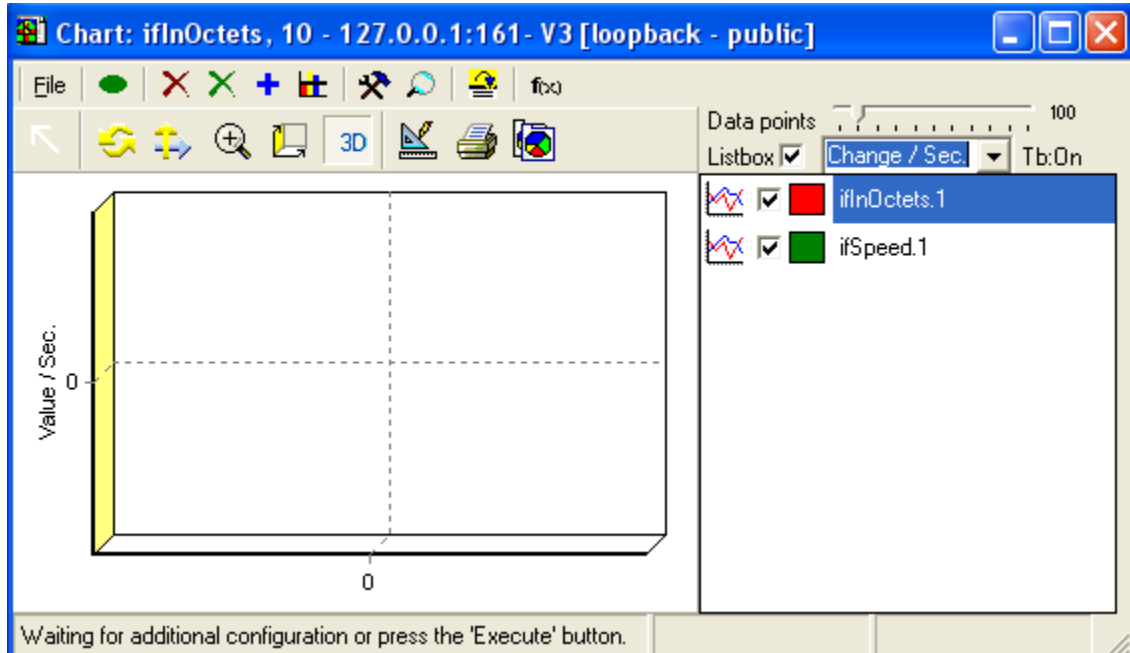 Chart: ifInOctets, 10 - 127.0.0.1:161- V3 [loopback - public]
File f(x)
3D
Data points 100
Listbox Change / Sec. Tb:On
ifInOctets.1
ifSpeed.1
Value / Sec.
0
0
Waiting for additional configuration or press the 'Execute' button.